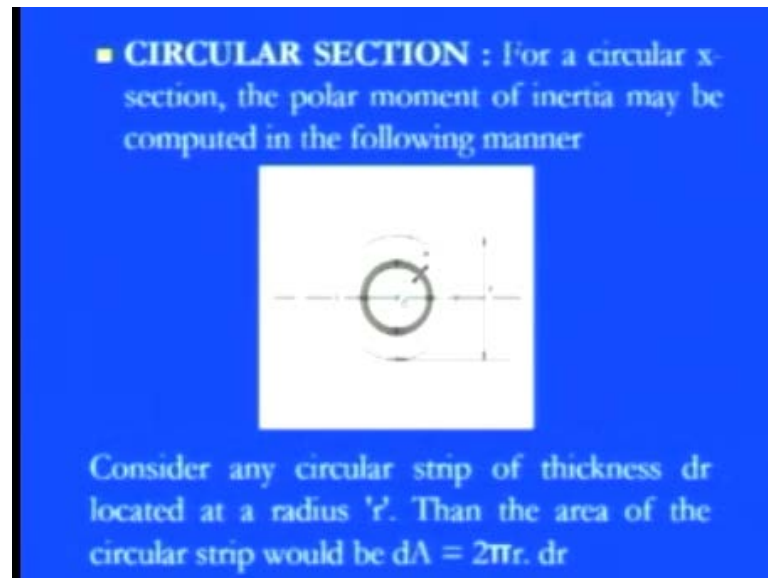 CIRCULAR SECTION : For a circular x-
section, the polar moment of inertia may be
computed in the following manner
Consider any circular strip of thickness dr
located at a radius 'r'. Than the area of the
circular strip would be dA = 2πr. dr